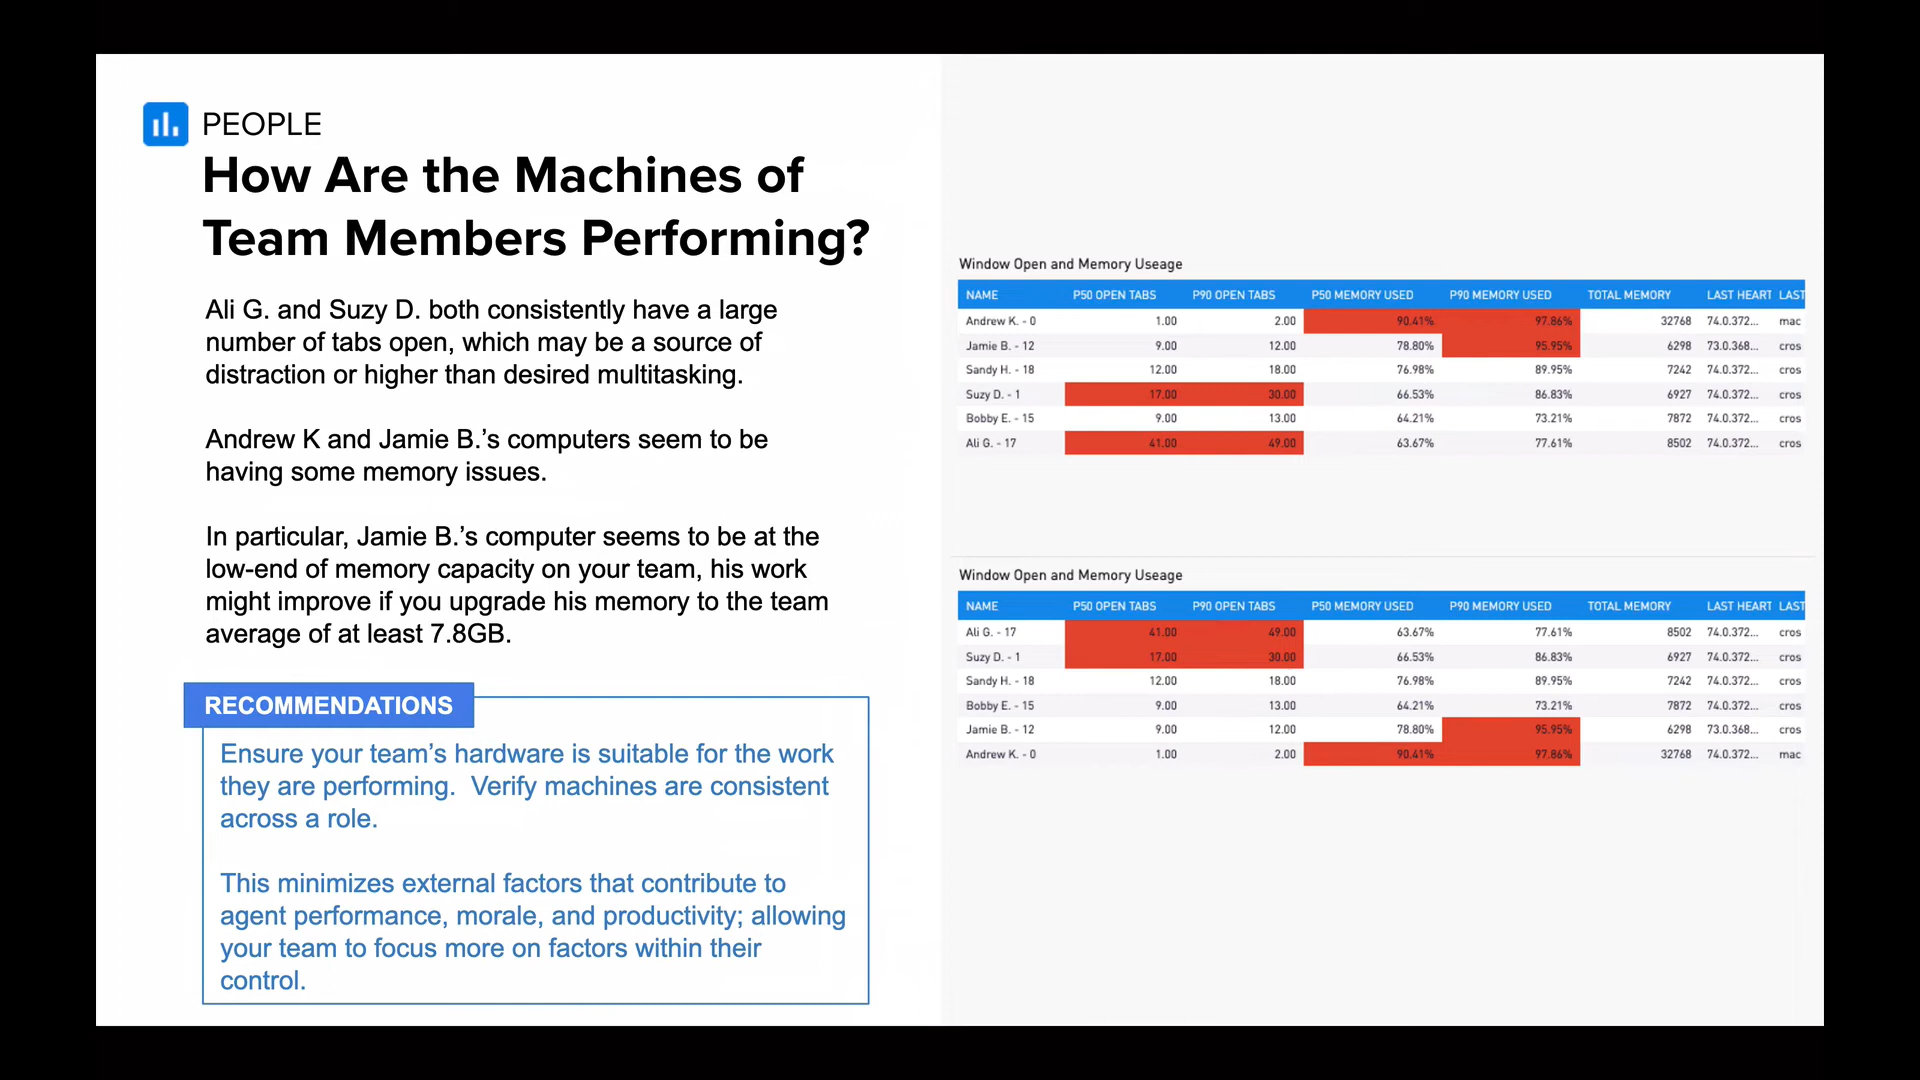 PEOPLE
How Are the Machines of
Team Members Performing?
Ali G. and Suzy D. both consistently have a large
number of tabs open, which may be a source of
distraction or higher than desired multitasking.
Andrew K and Jamie B.’s computers seem to be
having some memory issues.
In particular, Jamie B.’s computer seems to be at the
low-end of memory capacity on your team, his work
might improve if you upgrade his memory to the team
average of at least 7.8GB.
RECOMMENDATIONS
Ensure your team’s hardware is suitable for the work
they are performing.  Verify machines are consistent
across a role.
This minimizes external factors that contribute to
agent performance, morale, and productivity; allowing
your team to focus more on factors within their
control.
Window Open and Memory Useage
NAME P50 OPEN TABS P90 OPEN TABS P50 MEMORY USED P90 MEMORY USED TOTAL MEMORY LAST HEART LAST
Andrew K. - 0 1.00 2.00 90.41% 97.86% 32768 74.0.372... mac
Jamie B. - 12 9.00 12.00 78.80% 95.95% 6298 73.0.368... cros
Sandy H. - 18 12.00 18.00 76.98% 89.95% 7242 74.0.372... cros
Suzy D. - 1 17.00 30.00 66.53% 86.83% 6927 74.0.372... cros
Bobby E. - 15 9.00 13.00 64.21% 73.21% 7872 74.0.372... cros
Ali G. - 17 41.00 49.00 63.67% 77.61% 8502 74.0.372... cros
Window Open and Memory Useage
NAME P50 OPEN TABS P90 OPEN TABS P50 MEMORY USED P90 MEMORY USED TOTAL MEMORY LAST HEART LAST
Ali G. - 17 41.00 49.00 63.67% 77.61% 8502 74.0.372... cros
Suzy D. - 1 17.00 30.00 66.53% 86.83% 6927 74.0.372... cros
Sandy H. - 18 12.00 18.00 76.98% 89.95% 7242 74.0.372... cros
Bobby E. - 15 9.00 13.00 64.21% 73.21% 7872 74.0.372... cros
Jamie B. - 12 9.00 12.00 78.80% 95.95% 6298 73.0.368... cros
Andrew K. - 0 1.00 2.00 90.41% 97.86% 32768 74.0.372... mac